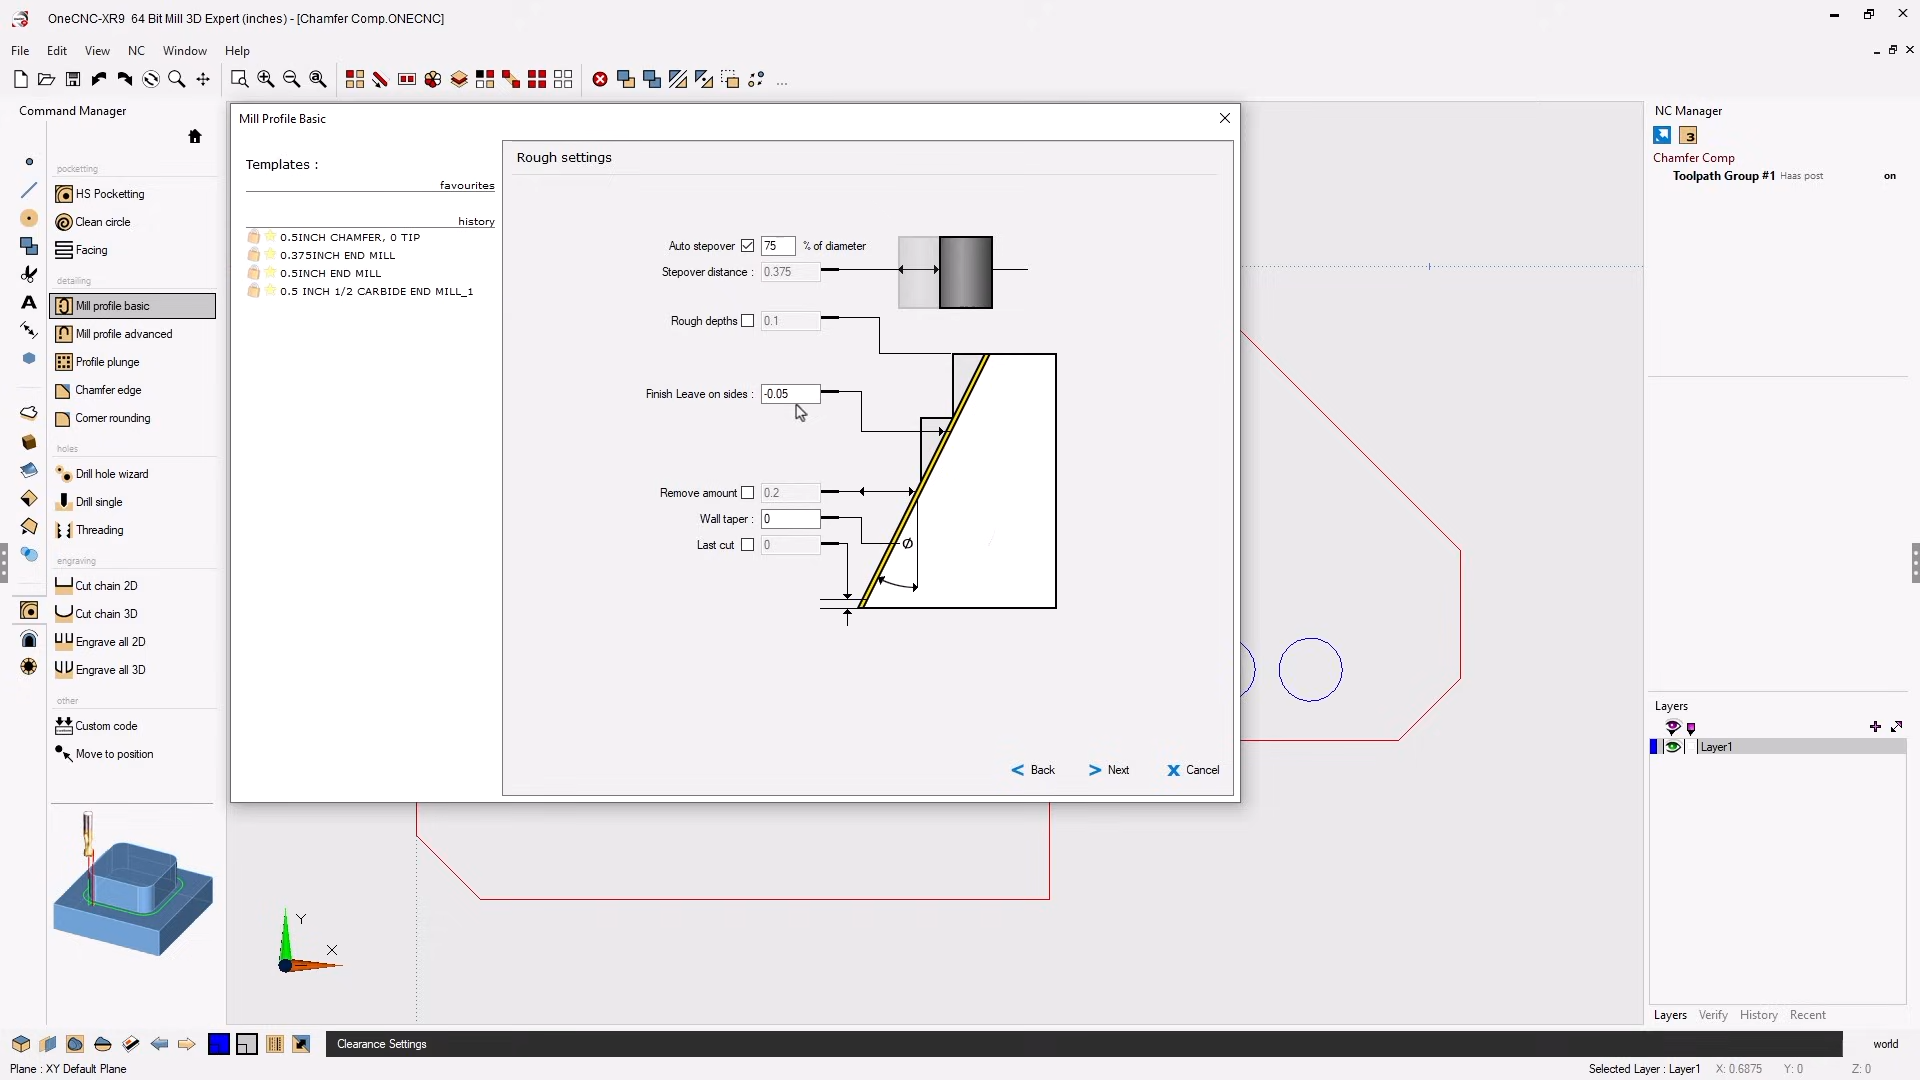 OneCNC-XR9 64 Bit Mill 3D Expert (inches) - [Chamfer Comp.ONECNC]
File Edit View NC Window Help
Command Manager
pocketting
HS Pocketting
Clean circle
Facing
detailing
Mill profile basic
Mill profile advanced
Profile plunge
Chamfer edge
Corner rounding
holes
Drill hole wizard
Drill single
Threading
engraving
Cut chain 2D
Cut chain 3D
Engrave all 2D
Engrave all 3D
other
Custom code
Move to position
Mill Profile Basic
Templates :
favourites
history
0.5INCH CHAMFER, 0 TIP
0.375INCH END MILL
0.5INCH END MILL
0.5 INCH 1/2 CARBIDE END MILL_1
Rough settings
Auto stepover 75 % of diameter
Stepover distance : 0.375
Rough depths 0.1
Finish Leave on sides : -0.05
Remove amount 0.2
Wall taper : 0
Last cut 0
Ø
< Back > Next X Cancel
Y
X
NC Manager
3
Chamfer Comp
Toolpath Group #1 Haas post on
Layers
Layer1
Layers Verify History Recent
Clearance Settings
world
Plane : XY Default Plane
Selected Layer : Layer1 X: 0.6875 Y: 0 Z: 0